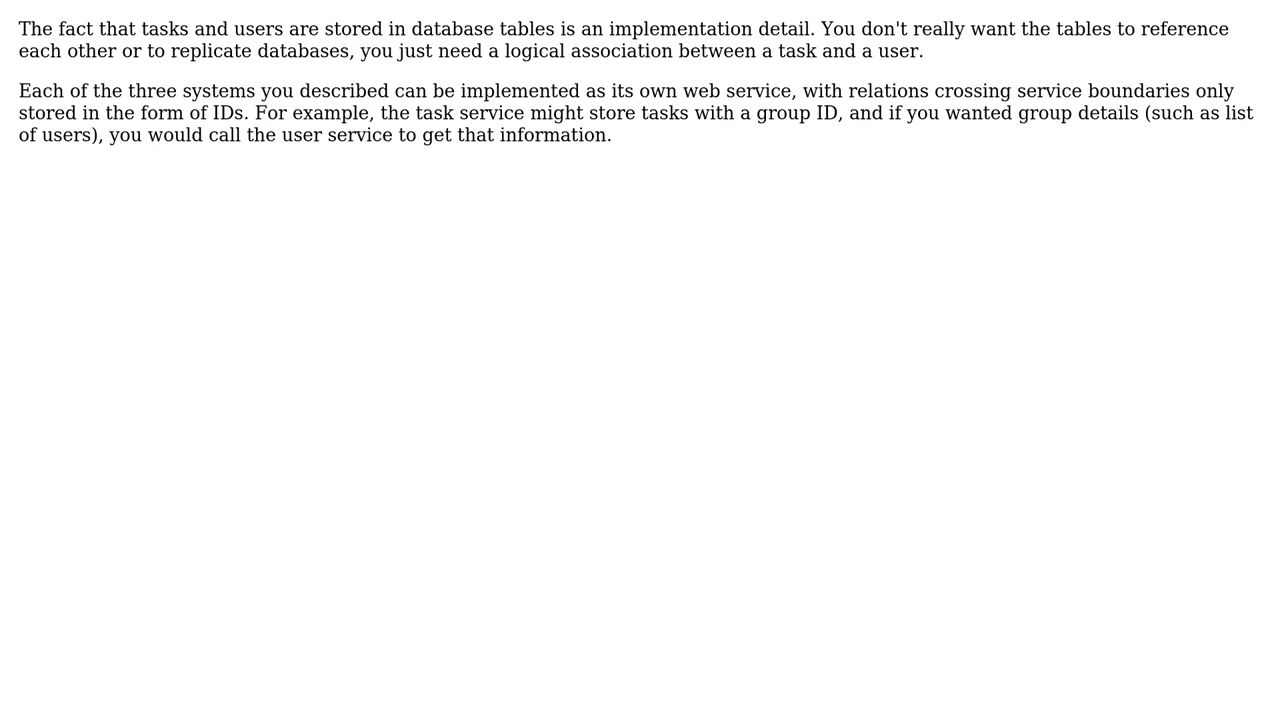 The fact that tasks and users are stored in database tables is an implementation detail. You don't really want the tables to reference
each other or to replicate databases, you just need a logical association between a task and a user.
Each of the three systems you described can be implemented as its own web service, with relations crossing service boundaries only
stored in the form of IDs. For example, the task service might store tasks with a group ID, and if you wanted group details (such as list
of users), you would call the user service to get that information.